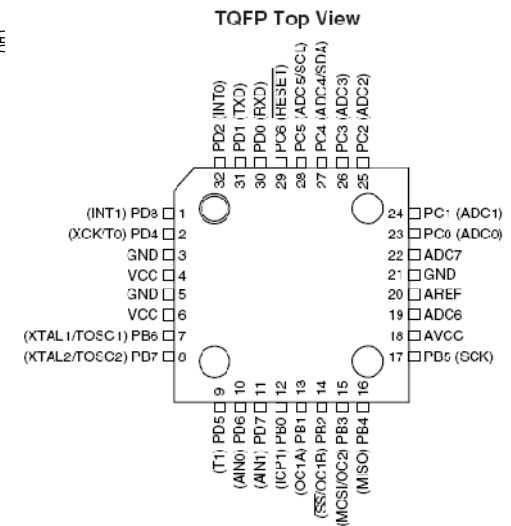 TQFP Top View
PD2 (INT0)
PD1 (TXD)
PD0 (RXD)
PC6 (RESET)
PC5 (ADC5/SCL)
PC4 (ADC4/SDA)
PC3 (ADC3)
PC2 (ADC2)
32 31 30 29 28 27 26 25
(INT1) PD3 1
(XCK/T0) PD4 2
GND 3
VCC 4
GND 5
VCC 6
(XTAL1/TOSC1) PB6 7
(XTAL2/TOSC2) PB7 8
24 PC1 (ADC1)
23 PC0 (ADC0)
22 ADC7
21 GND
20 AREF
19 ADC6
18 AVCC
17 PB5 (SCK)
9 10 11 12 13 14 15 16
(T1) PD5
(AIN0) PD6
(AIN1) PD7
(ICP1) PB0
(OC1A) PB1
(SS/OC1B) PB2
(MOSI/OC2) PB3
(MISO) PB4